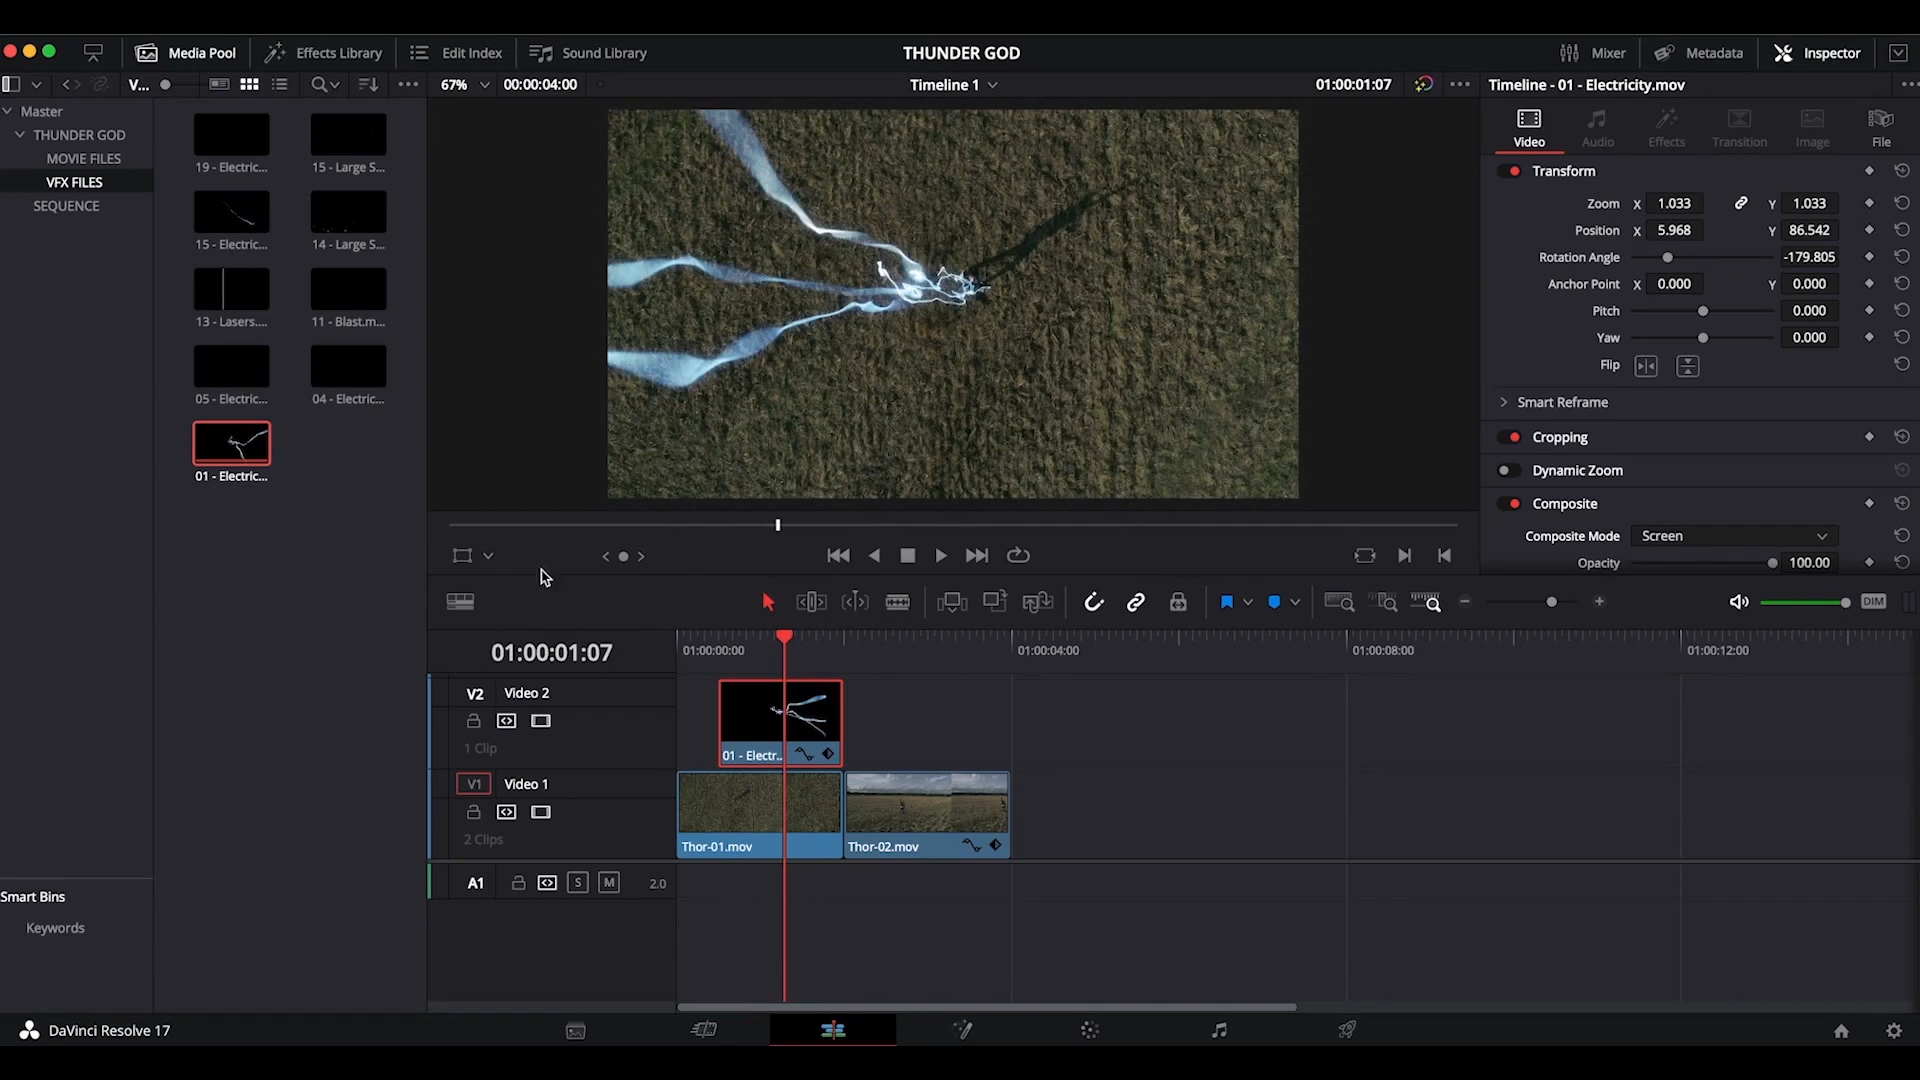 Media Pool
Effects Library
Edit Index
Sound Library
THUNDER GOD
Mixer
Metadata
Inspector
V...
67%
00:00:04:00
Timeline 1
01:00:01:07
Timeline - 01 - Electricity.mov
Master
THUNDER GOD
MOVIE FILES
VFX FILES
SEQUENCE
19 - Electric...
15 - Large S...
15 - Electric...
14 - Large S...
13 - Lasers....
11 - Blast.m...
05 - Electric...
04 - Electric...
01 - Electric...
Video
Audio
Effects
Transition
Image
File
Transform
Zoom X 1.033 Y 1.033
Position X 5.968 Y 86.542
Rotation Angle -179.805
Anchor Point X 0.000 Y 0.000
Pitch 0.000
Yaw 0.000
Flip
Smart Reframe
Cropping
Dynamic Zoom
Composite
Composite Mode Screen
Opacity 100.00
DIM
01:00:01:07
01:00:00:00
01:00:04:00
01:00:08:00
01:00:12:00
V2 Video 2
1 Clip
01 - Electr...
V1 Video 1
2 Clips
Thor-01.mov
Thor-02.mov
A1 S M 2.0
Smart Bins
Keywords
DaVinci Resolve 17